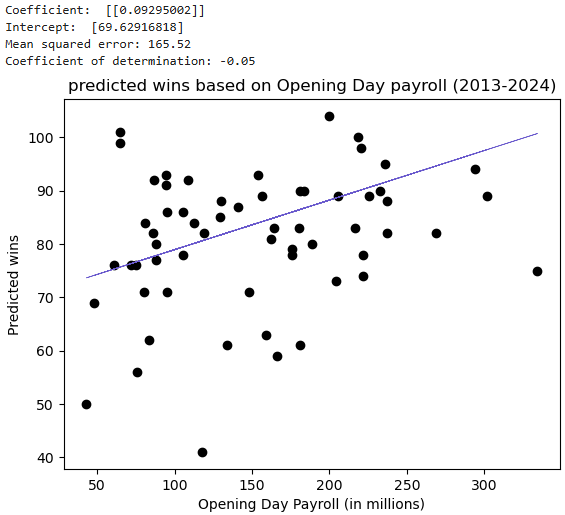 Coefficient:  [[0.09295002]]
Intercept:  [69.62916818]
Mean squared error: 165.52
Coefficient of determination: -0.05
predicted wins based on Opening Day payroll (2013-2024)
100
90
80
70
60
50
40
Predicted wins
50 100 150 200 250 300
Opening Day Payroll (in millions)